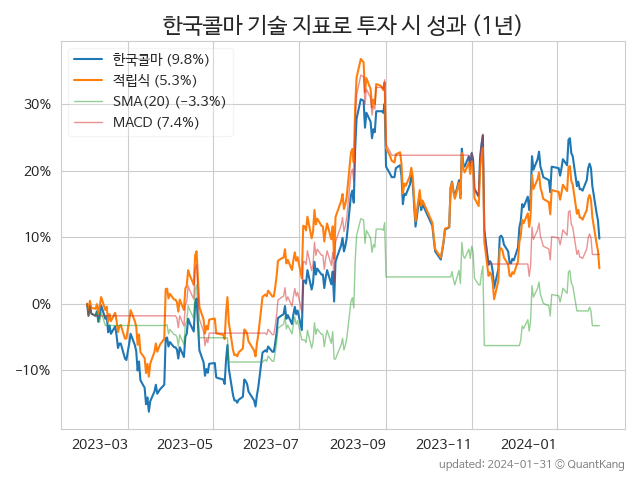 한국콜마 기술 지표로 투자 시 성과 (1년)
한국콜마 (9.8%)
적립식 (5.3%)
SMA(20) (−3.3%)
MACD (7.4%)
30%
20%
10%
0%
−10%
2023-03 2023-05 2023-07 2023-09 2023-11 2024-01
updated: 2024-01-31 © QuantKang